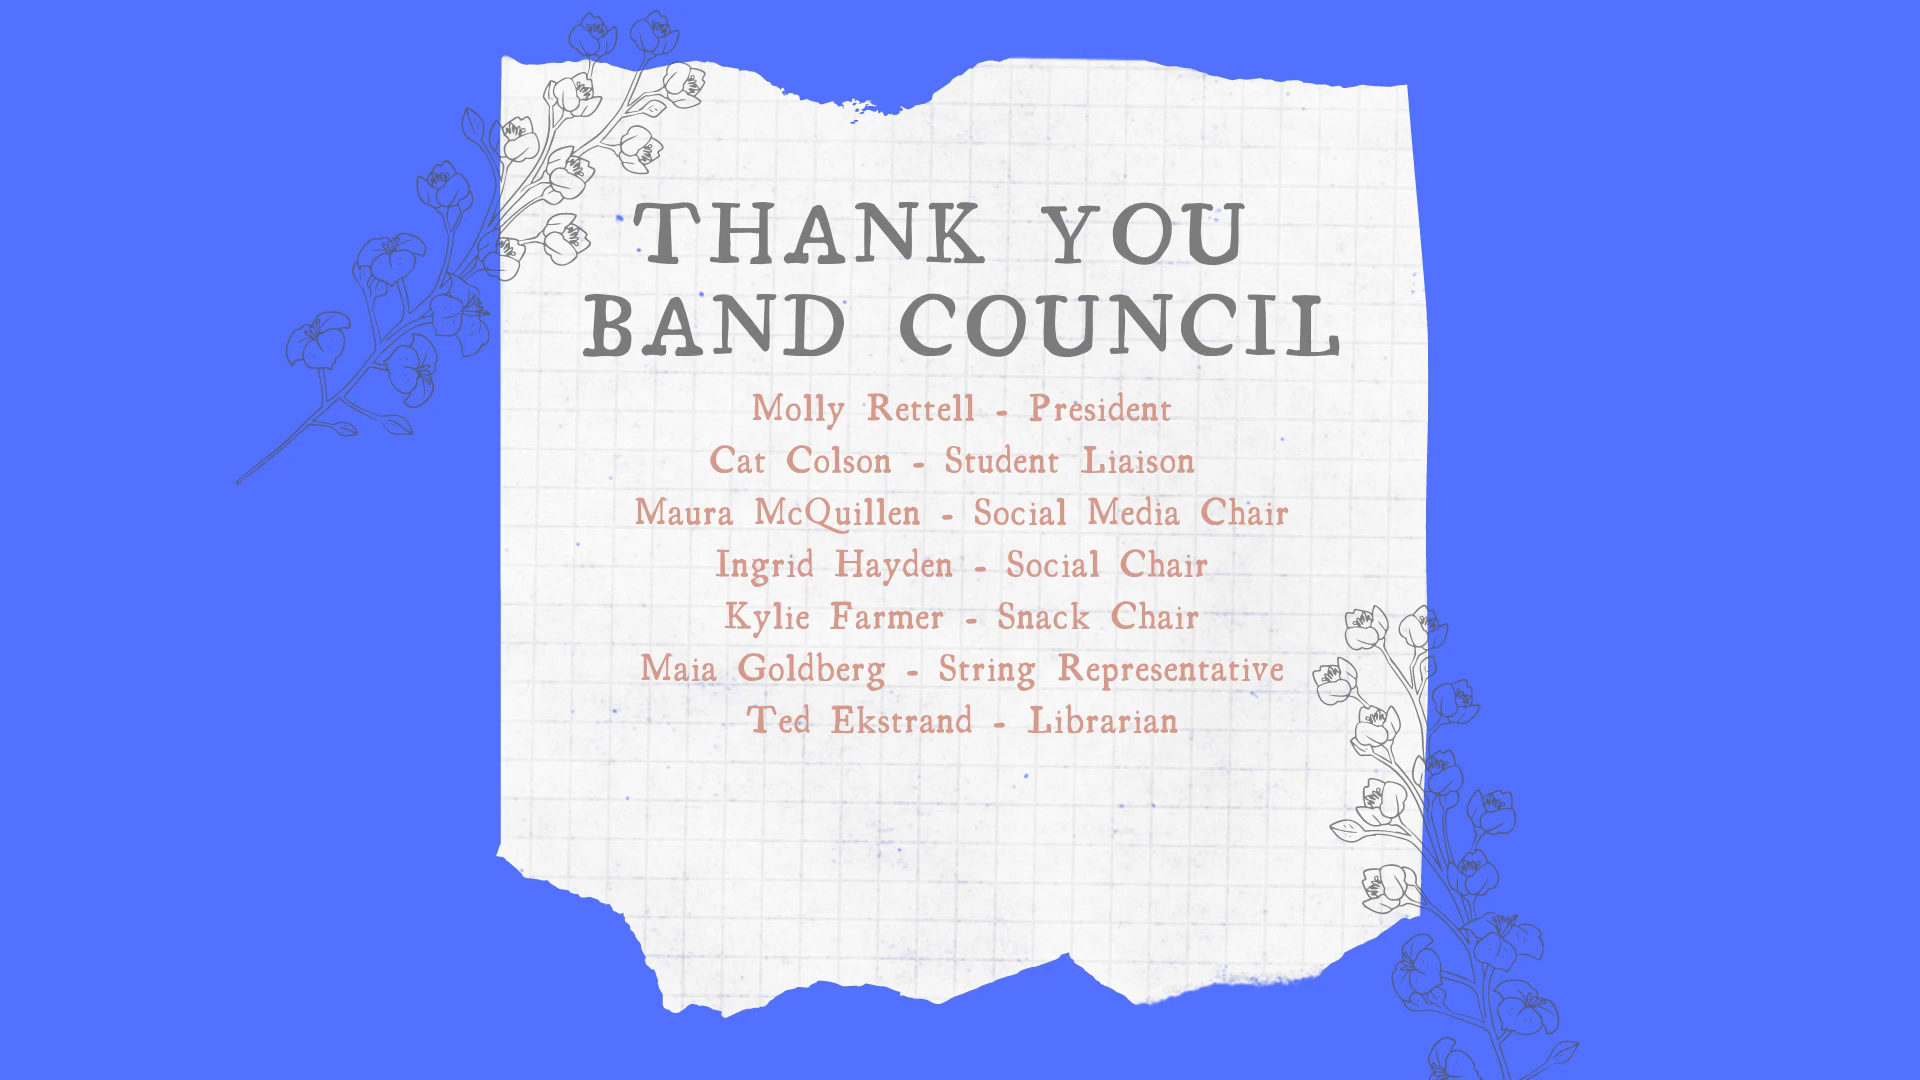 THANK YOU
BAND COUNCIL
Molly Rettell - President
Cat Colson - Student Liaison
Maura McQuillen - Social Media Chair
Ingrid Hayden - Social Chair
Kylie Farmer - Snack Chair
Maia Goldberg - String Representative
Ted Ekstrand - Librarian